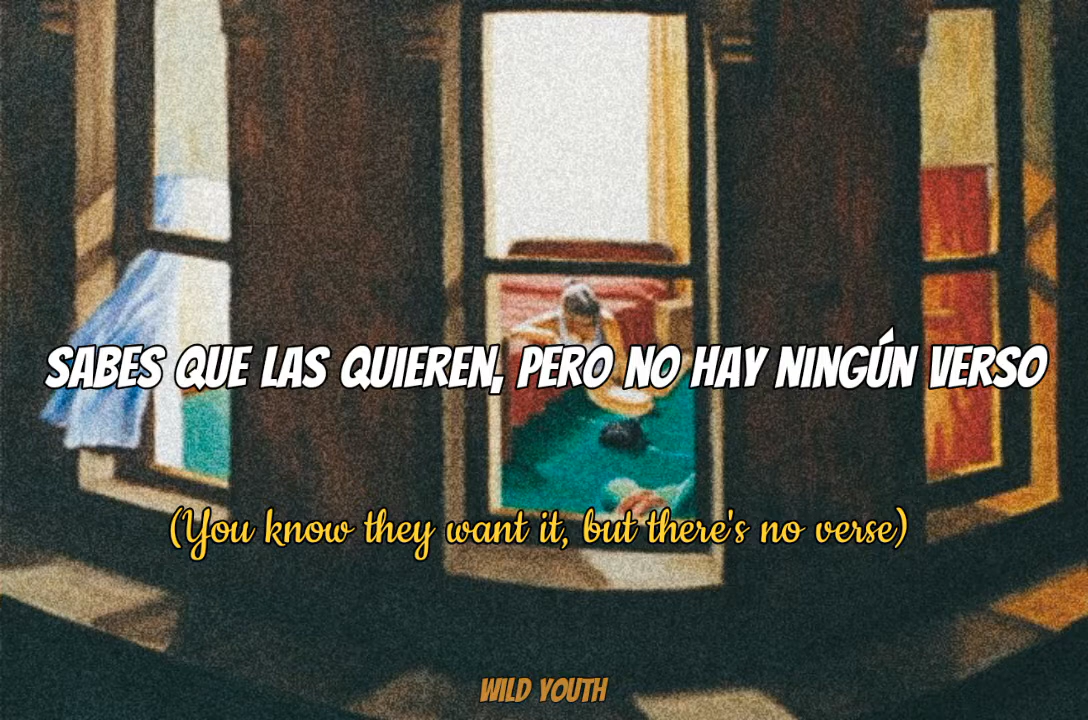 SABES QUE LAS QUIEREN, PERO NO HAY NINGÚN VERSO
(You know they want it, but there's no verse)
WILD YOUTH